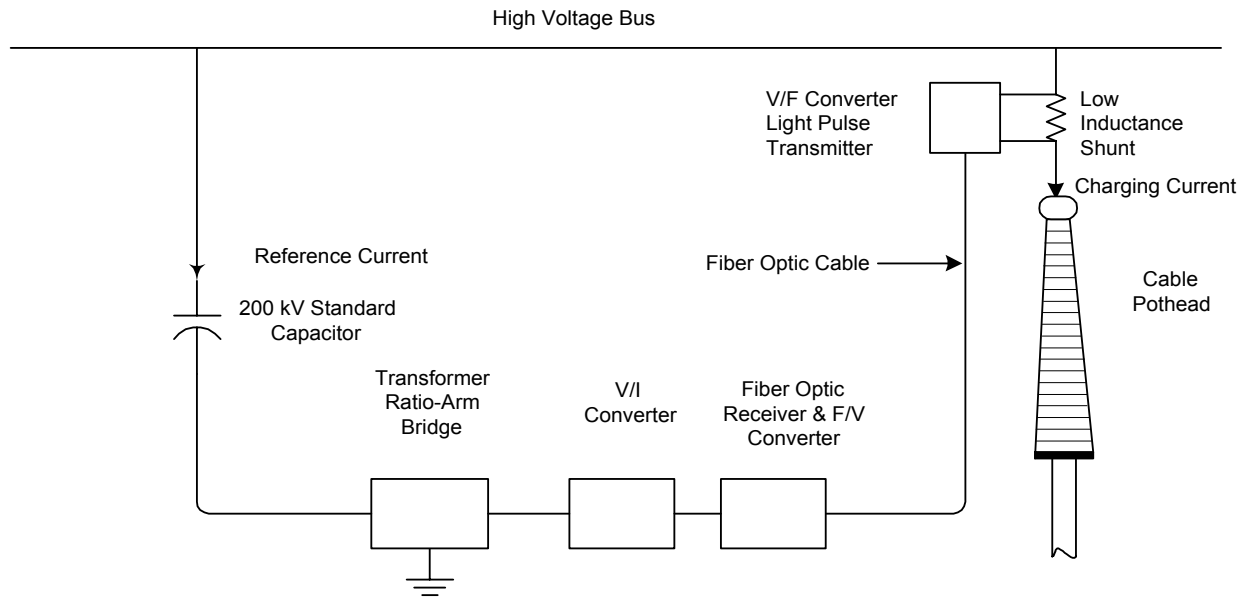 High Voltage Bus
V/F Converter
Light Pulse
Transmitter
Low
Inductance
Shunt
Charging Current
Reference Current
Fiber Optic Cable
Cable
Pothead
200 kV Standard
Capacitor
Transformer
Ratio-Arm
Bridge
V/I
Converter
Fiber Optic
Receiver & F/V
Converter